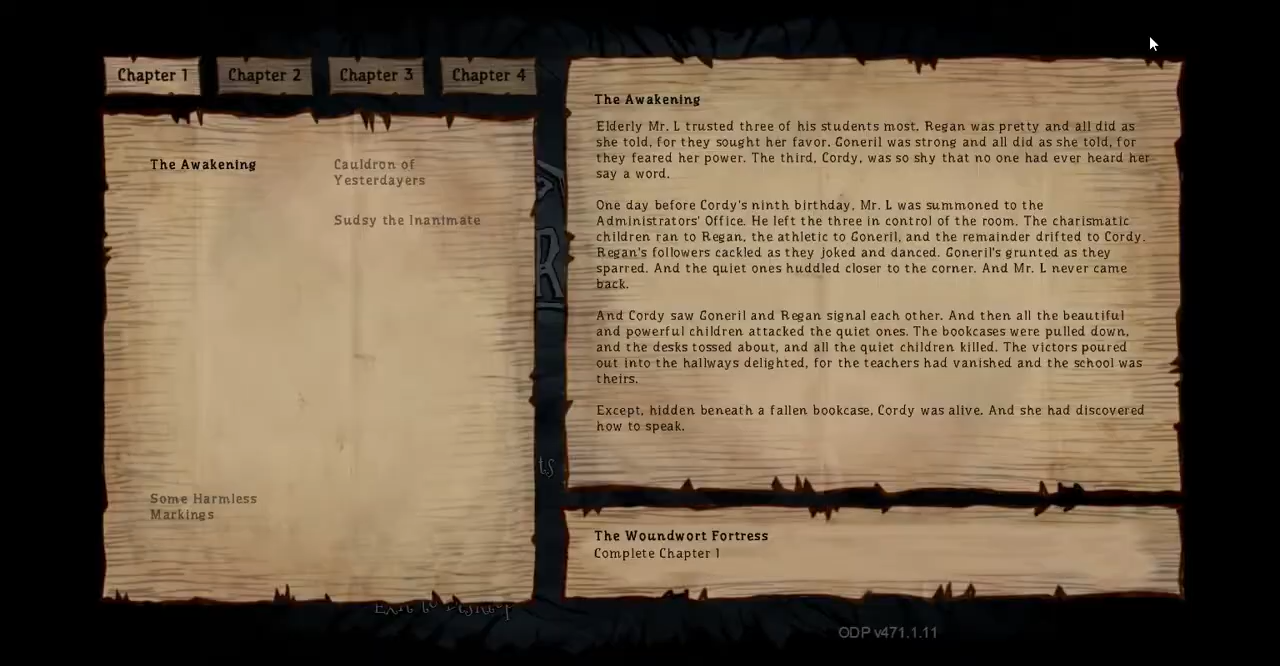 Chapter 1
Chapter 2
Chapter 3
Chapter 4
The Awakening
Cauldron of
Yesterdayers
Sudsy the Inanimate
Some Harmless
Markings
The Awakening
Elderly Mr. L trusted three of his students most. Regan was pretty and all did as
she told, for they sought her favor. Goneril was strong and all did as she told, for
they feared her power. The third, Cordy, was so shy that no one had ever heard her
say a word.
One day before Cordy's ninth birthday, Mr. L was summoned to the
Administrators' Office. He left the three in control of the room. The charismatic
children ran to Regan, the athletic to Goneril, and the remainder drifted to Cordy.
Regan's followers cackled as they joked and danced. Goneril's grunted as they
sparred. And the quiet ones huddled closer to the corner. And Mr. L never came
back.
And Cordy saw Goneril and Regan signal each other. And then all the beautiful
and powerful children attacked the quiet ones. The bookcases were pulled down,
and the desks tossed about, and all the quiet children killed. The victors poured
out into the hallways delighted, for the teachers had vanished and the school was
theirs.
Except, hidden beneath a fallen bookcase, Cordy was alive. And she had discovered
how to speak.
R
ts
The Woundwort Fortress
Complete Chapter 1
ODP v471.1.11